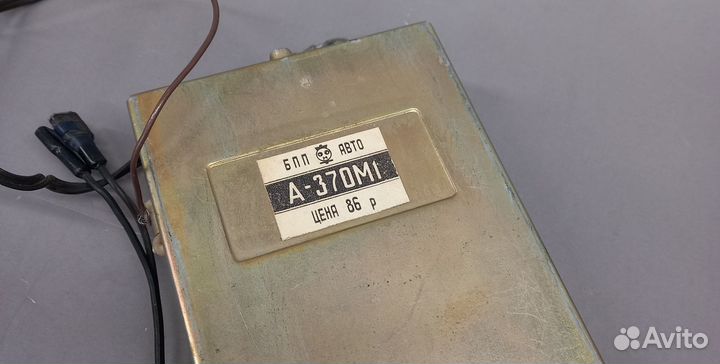 БПП АВТО
А-370М1
ЦЕНА 86 р
Avito